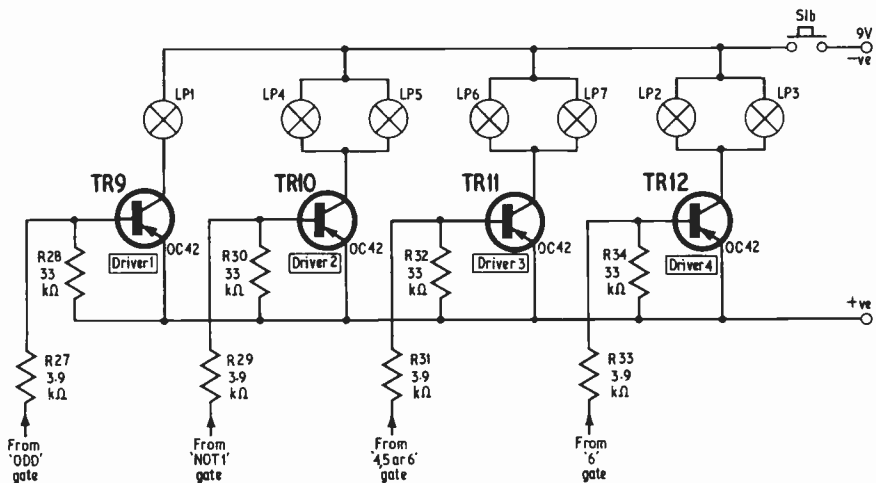 S1b
9V
−ve
LP1
LP4
LP5
LP6
LP7
LP2
LP3
TR9
TR10
TR11
TR12
OC42
OC42
OC42
OC42
R28
33
kΩ
Driver 1
R30
33
kΩ
Driver 2
R32
33
kΩ
Driver 3
R34
33
kΩ
Driver 4
+ve
R27
3·9
kΩ
R29
3·9
kΩ
R31
3·9
kΩ
R33
3·9
kΩ
From
'ODD'
gate
From
'NOT1'
gate
From
'4,5 or 6'
gate
From
'6'
gate